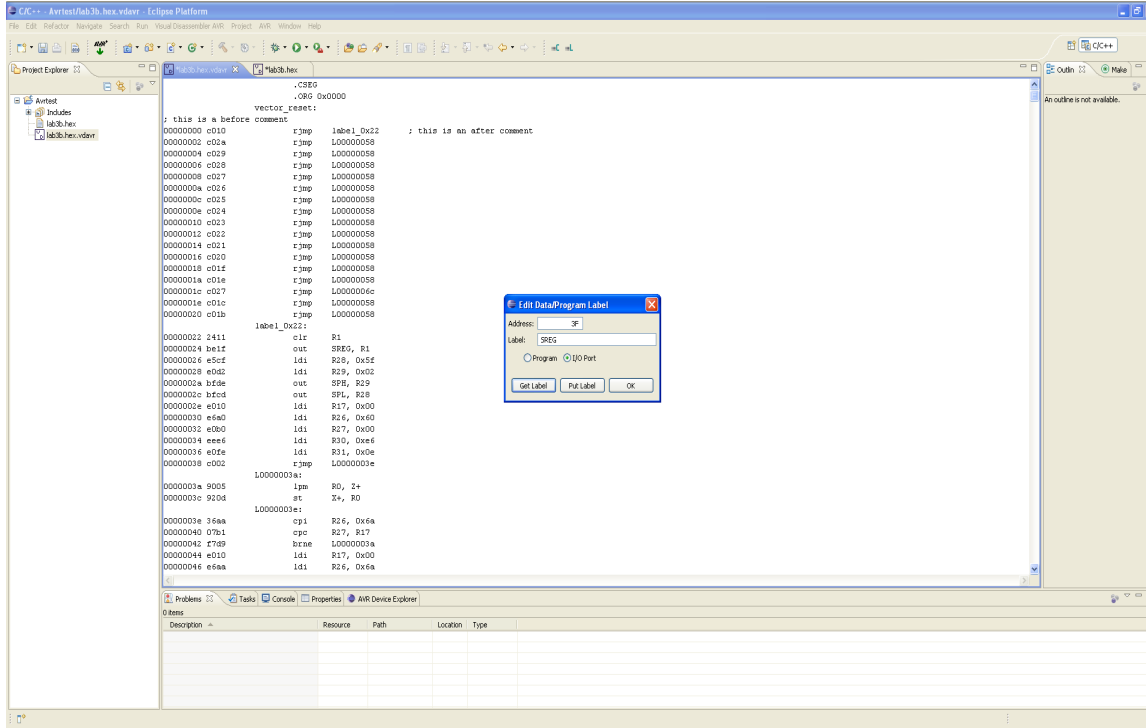 C/C++ - Avrtest/lab3b.hex.vdavr - Eclipse Platform
File Edit Refactor Navigate Search Run Visual Disassembler AVR Project AVR Window Help
C/C++
Project Explorer
*lab3b.hex.vdavr *lab3b.hex
Outlin Make
Avrtest
Includes
lab3b.hex
lab3b.hex.vdavr
An outline is not available.
.CSEG
.ORG 0x0000
vector_reset:
; this is a before comment
00000000 c010 rjmp label_0x22 ; this is an after comment
00000002 c02a rjmp L00000058
00000004 c029 rjmp L00000058
00000006 c028 rjmp L00000058
00000008 c027 rjmp L00000058
0000000a c026 rjmp L00000058
0000000c c025 rjmp L00000058
0000000e c024 rjmp L00000058
00000010 c023 rjmp L00000058
00000012 c022 rjmp L00000058
00000014 c021 rjmp L00000058
00000016 c020 rjmp L00000058
00000018 c01f rjmp L00000058
0000001a c01e rjmp L00000058
0000001c c027 rjmp L0000006c
0000001e c01c rjmp L00000058
00000020 c01b rjmp L00000058
label_0x22:
00000022 2411 clr R1
00000024 be1f out SREG, R1
00000026 e5cf ldi R28, 0x5f
00000028 e0d2 ldi R29, 0x02
0000002a bfde out SPH, R29
0000002c bfcd out SPL, R28
0000002e e010 ldi R17, 0x00
00000030 e6a0 ldi R26, 0x60
00000032 e0b0 ldi R27, 0x00
00000034 eee6 ldi R30, 0xe6
00000036 e0fe ldi R31, 0x0e
00000038 c002 rjmp L0000003e
L0000003a:
0000003a 9005 lpm R0, Z+
0000003c 920d st X+, R0
L0000003e:
0000003e 36aa cpi R26, 0x6a
00000040 07b1 cpc R27, R17
00000042 f7d9 brne L0000003a
00000044 e010 ldi R17, 0x00
00000046 e6aa ldi R26, 0x6a
Edit Data/Program Label
Address: 3F
Label: SREG
Program I/O Port
Get Label Put Label OK
Problems Tasks Console Properties AVR Device Explorer
0 items
Description Resource Path Location Type